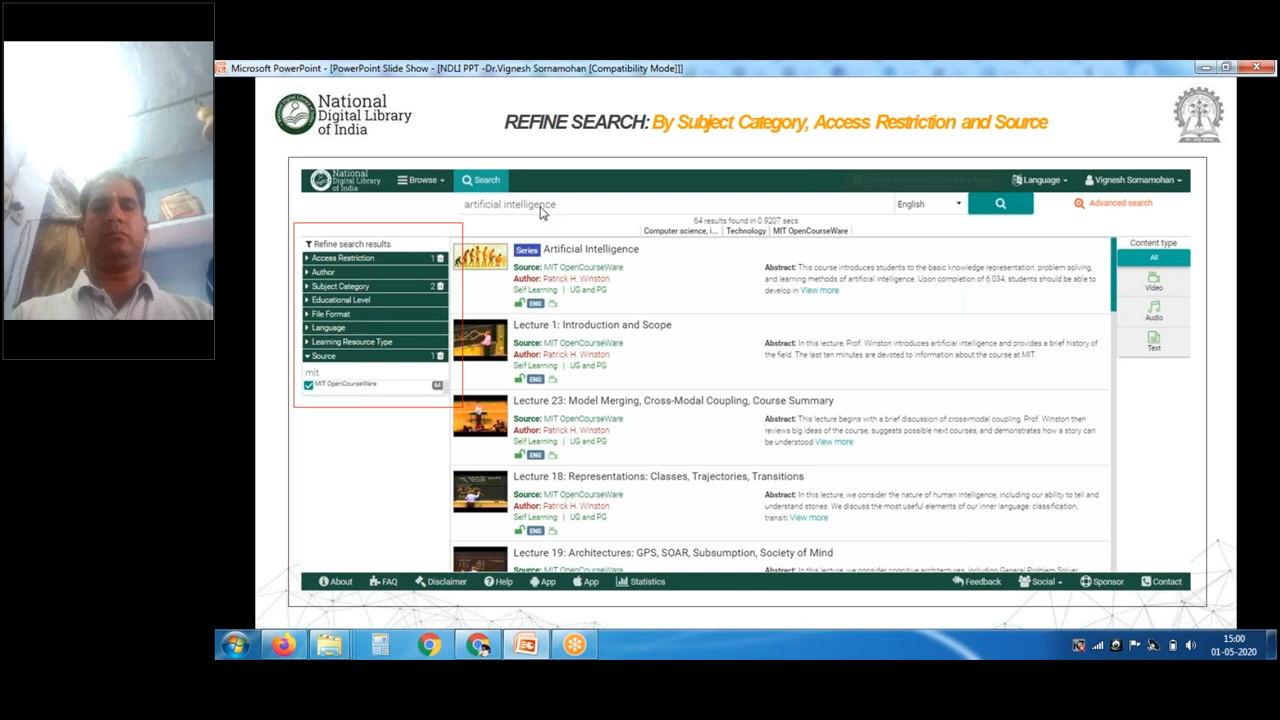 Microsoft PowerPoint - [PowerPoint Slide Show - [NDLI PPT -Dr.Vignesh Sornamohan [Compatibility Mode]]]
National
Digital Library
of India
REFINE SEARCH: By Subject Category, Access Restriction and Source
National
Digital Library
of India
Browse
Search
Language
Vignesh Sornamohan
artificial intelligence
English
Advanced search
64 results found in 0.9207 secs
Computer science, i... Technology MIT OpenCourseWare
Refine search results
Access Restriction 1
Author
Subject Category 2
Educational Level
File Format
Language
Learning Resource Type
Source 1
mit
MIT OpenCourseWare 64
Series Artificial Intelligence
Source: MIT OpenCourseWare
Author: Patrick H. Winston
Self Learning | UG and PG
ENG
Abstract: This course introduces students to the basic knowledge representation, problem solving,
and learning methods of artificial intelligence. Upon completion of 6.034, students should be able to
develop in View more
Lecture 1: Introduction and Scope
Source: MIT OpenCourseWare
Author: Patrick H. Winston
Self Learning | UG and PG
ENG
Abstract: In this lecture, Prof. Winston introduces artificial intelligence and provides a brief history of
the field. The last ten minutes are devoted to information about the course at MIT.
Lecture 23: Model Merging, Cross-Modal Coupling, Course Summary
Source: MIT OpenCourseWare
Author: Patrick H. Winston
Self Learning | UG and PG
ENG
Abstract: This lecture begins with a brief discussion of cross-modal coupling. Prof. Winston then
reviews big ideas of the course, suggests possible next courses, and demonstrates how a story can
be understood View more
Lecture 18: Representations: Classes, Trajectories, Transitions
Source: MIT OpenCourseWare
Author: Patrick H. Winston
Self Learning | UG and PG
ENG
Abstract: In this lecture, we consider the nature of human intelligence, including our ability to tell and
understand stories. We discuss the most useful elements of our inner language: classification,
transiti View more
Lecture 19: Architectures: GPS, SOAR, Subsumption, Society of Mind
Content type
All
Video
Audio
Text
About
FAQ
Disclaimer
Help
App
App
Statistics
Feedback
Social
Sponsor
Contact
15:00
01-05-2020